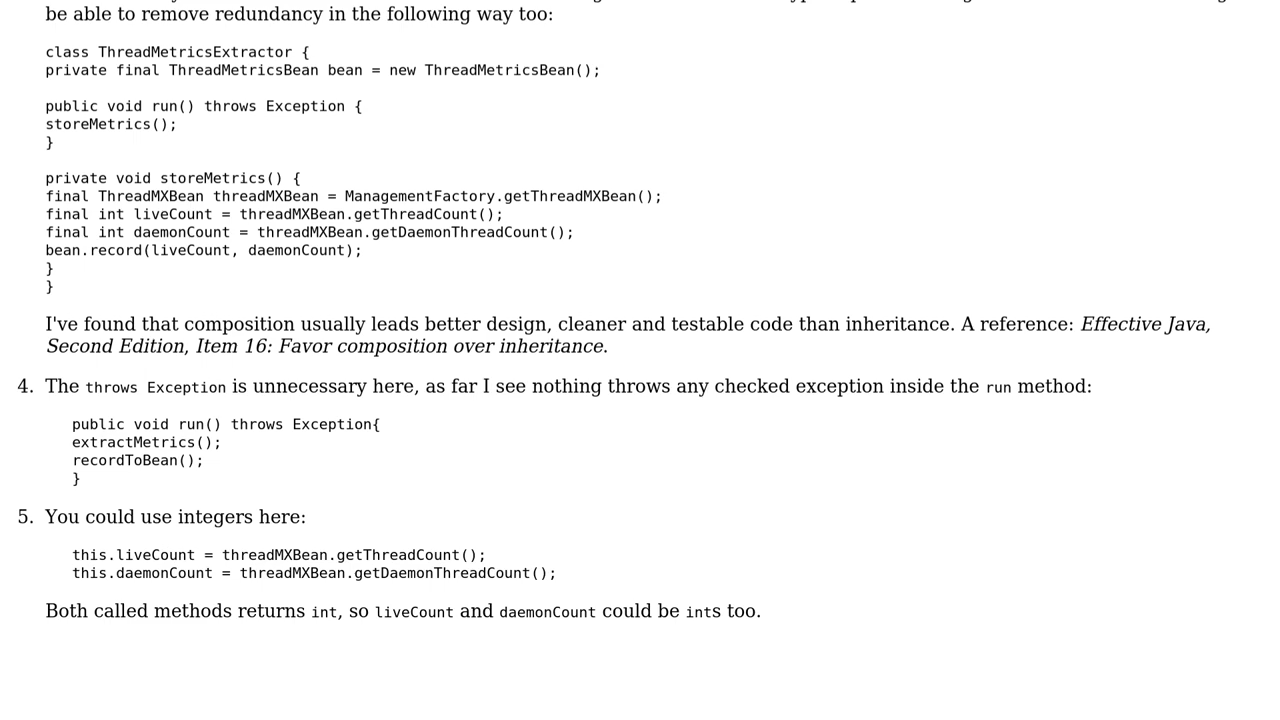 be able to remove redundancy in the following way too:
class ThreadMetricsExtractor {
private final ThreadMetricsBean bean = new ThreadMetricsBean();
public void run() throws Exception {
storeMetrics();
}
private void storeMetrics() {
final ThreadMXBean threadMXBean = ManagementFactory.getThreadMXBean();
final int liveCount = threadMXBean.getThreadCount();
final int daemonCount = threadMXBean.getDaemonThreadCount();
bean.record(liveCount, daemonCount);
}
}
I've found that composition usually leads better design, cleaner and testable code than inheritance. A reference: Effective Java,
Second Edition, Item 16: Favor composition over inheritance.
4. The throws Exception is unnecessary here, as far I see nothing throws any checked exception inside the run method:
public void run() throws Exception{
extractMetrics();
recordToBean();
}
5. You could use integers here:
this.liveCount = threadMXBean.getThreadCount();
this.daemonCount = threadMXBean.getDaemonThreadCount();
Both called methods returns int, so liveCount and daemonCount could be ints too.